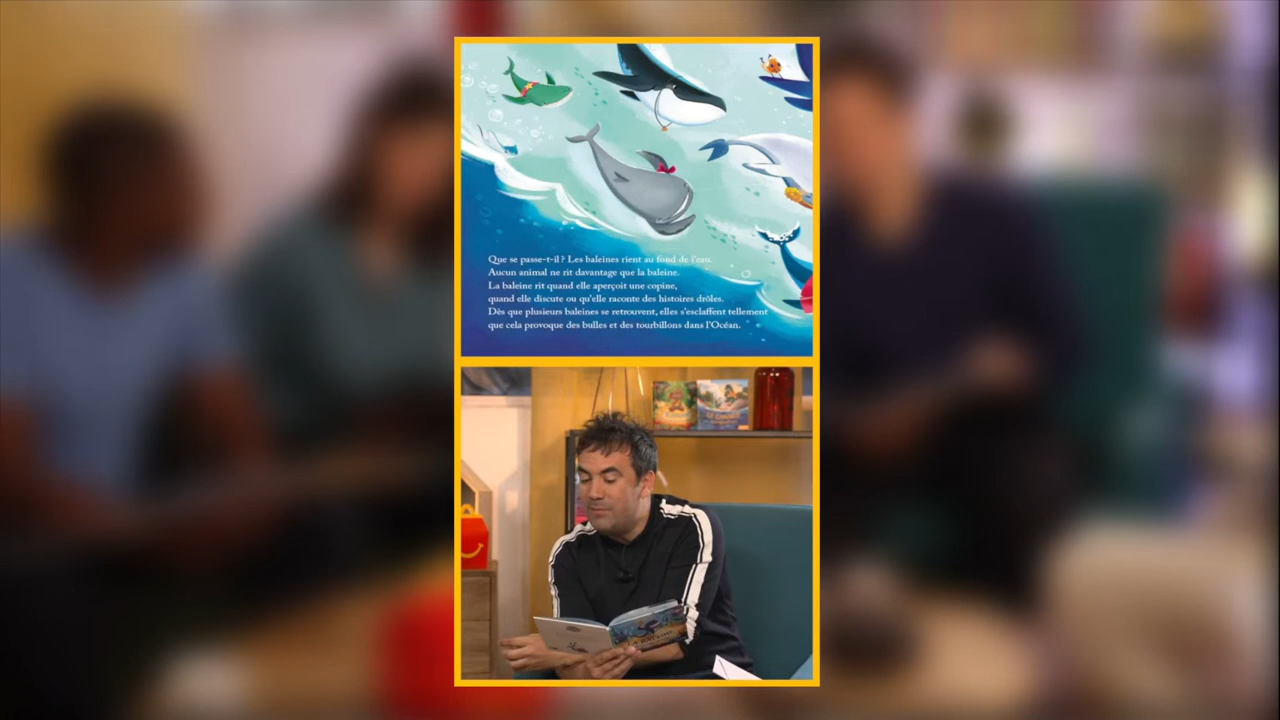 Que se passe-t-il ? Les baleines rient au fond de l'eau.
Aucun animal ne rit davantage que la baleine.
La baleine rit quand elle aperçoit une copine,
quand elle discute ou qu'elle raconte des histoires drôles.
Dès que plusieurs baleines se retrouvent, elles s'esclaffent tellement
que cela provoque des bulles et des tourbillons dans l'Océan.